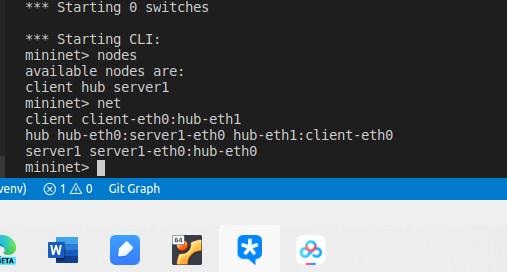 *** Starting 0 switches
*** Starting CLI:
mininet> nodes
available nodes are:
client hub server1
mininet> net
client client-eth0:hub-eth1
hub hub-eth0:server1-eth0 hub-eth1:client-eth0
server1 server1-eth0:hub-eth0
mininet>
venv) 1 0 Git Graph
BETA W 64